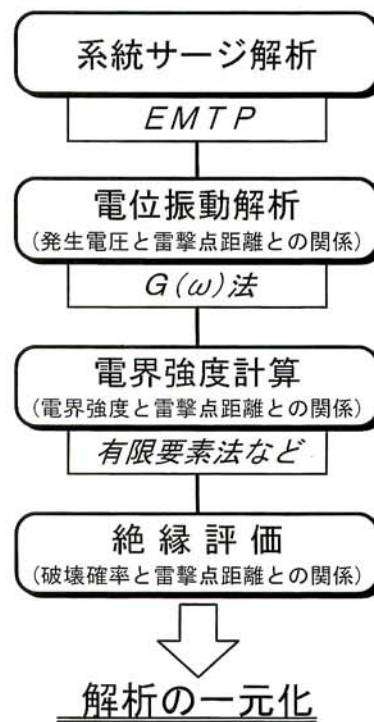 系統サージ解析
EMTP
電位振動解析
(発生電圧と雷撃点距離との関係)
G(ω)法
電界強度計算
(電界強度と雷撃点距離との関係)
有限要素法など
絶縁評価
(破壊確率と雷撃点距離との関係)
解析の一元化